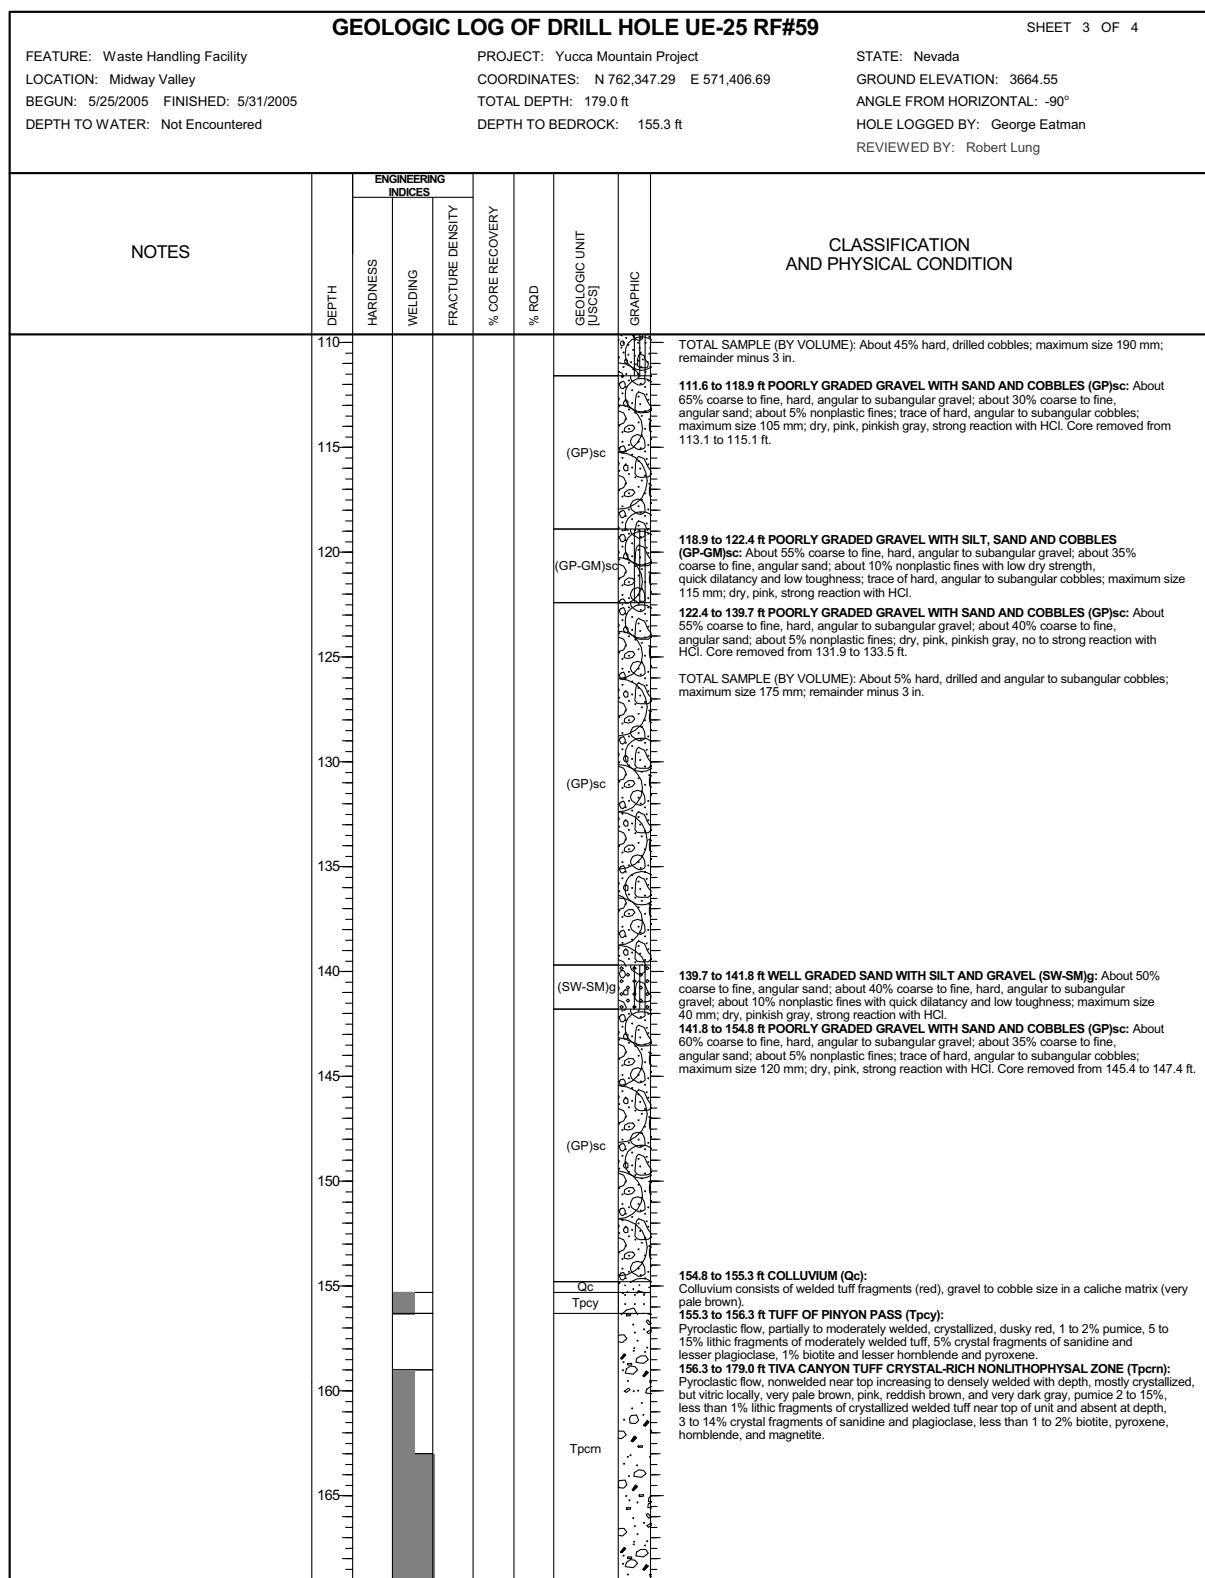 GEOLOGIC LOG OF DRILL HOLE UE-25 RF#59
SHEET 3 OF 4
FEATURE: Waste Handling Facility
PROJECT: Yucca Mountain Project
STATE: Nevada
LOCATION: Midway Valley
COORDINATES: N 762,347.29 E 571,406.69
GROUND ELEVATION: 3664.55
BEGUN: 5/25/2005 FINISHED: 5/31/2005
TOTAL DEPTH: 179.0 ft
ANGLE FROM HORIZONTAL: -90°
DEPTH TO WATER: Not Encountered
DEPTH TO BEDROCK: 155.3 ft
HOLE LOGGED BY: George Eatman
REVIEWED BY: Robert Lung
NOTES
DEPTH
ENGINEERING
INDICES
HARDNESS
WELDING
FRACTURE DENSITY
% CORE RECOVERY
% RQD
GEOLOGIC UNIT
[USCS]
GRAPHIC
CLASSIFICATION
AND PHYSICAL CONDITION
110
TOTAL SAMPLE (BY VOLUME): About 45% hard, drilled cobbles; maximum size 190 mm;
remainder minus 3 in.
111.6 to 118.9 ft POORLY GRADED GRAVEL WITH SAND AND COBBLES (GP)sc: About
65% coarse to fine, hard, angular to subangular gravel; about 30% coarse to fine,
angular sand; about 5% nonplastic fines; trace of hard, angular to subangular cobbles;
maximum size 105 mm; dry, pink, pinkish gray, strong reaction with HCl. Core removed from
113.1 to 115.1 ft.
115
(GP)sc
118.9 to 122.4 ft POORLY GRADED GRAVEL WITH SILT, SAND AND COBBLES
(GP-GM)sc: About 55% coarse to fine, hard, angular to subangular gravel; about 35%
coarse to fine, angular sand; about 10% nonplastic fines with low dry strength,
quick dilatancy and low toughness; trace of hard, angular to subangular cobbles; maximum size
115 mm; dry, pink, strong reaction with HCl.
120
(GP-GM)sc
122.4 to 139.7 ft POORLY GRADED GRAVEL WITH SAND AND COBBLES (GP)sc: About
55% coarse to fine, hard, angular to subangular gravel; about 40% coarse to fine,
angular sand; about 5% nonplastic fines; dry, pink, pinkish gray, no to strong reaction with
HCl. Core removed from 131.9 to 133.5 ft.
125
TOTAL SAMPLE (BY VOLUME): About 5% hard, drilled and angular to subangular cobbles;
maximum size 175 mm; remainder minus 3 in.
130
(GP)sc
135
140
(SW-SM)g
139.7 to 141.8 ft WELL GRADED SAND WITH SILT AND GRAVEL (SW-SM)g: About 50%
coarse to fine, angular sand; about 40% coarse to fine, hard, angular to subangular
gravel; about 10% nonplastic fines with quick dilatancy and low toughness; maximum size
40 mm; dry, pinkish gray, strong reaction with HCl.
141.8 to 154.8 ft POORLY GRADED GRAVEL WITH SAND AND COBBLES (GP)sc: About
60% coarse to fine, hard, angular to subangular gravel; about 35% coarse to fine,
angular sand; about 5% nonplastic fines; trace of hard, angular to subangular cobbles;
maximum size 120 mm; dry, pink, strong reaction with HCl. Core removed from 145.4 to 147.4 ft.
145
(GP)sc
150
155
Qc
154.8 to 155.3 ft COLLUVIUM (Qc):
Colluvium consists of welded tuff fragments (red), gravel to cobble size in a caliche matrix (very
pale brown).
Tpcy
155.3 to 156.3 ft TUFF OF PINYON PASS (Tpcy):
Pyroclastic flow, partially to moderately welded, crystallized, dusky red, 1 to 2% pumice, 5 to
15% lithic fragments of moderately welded tuff, 5% crystal fragments of sanidine and
lesser plagioclase, 1% biotite and lesser hornblende and pyroxene.
156.3 to 179.0 ft TIVA CANYON TUFF CRYSTAL-RICH NONLITHOPHYSAL ZONE (Tpcrn):
Pyroclastic flow, nonwelded near top increasing to densely welded with depth, mostly crystallized,
but vitric locally, very pale brown, pink, reddish brown, and very dark gray, pumice 2 to 15%,
less than 1% lithic fragments of crystallized welded tuff near top of unit and absent at depth,
3 to 14% crystal fragments of sanidine and plagioclase, less than 1 to 2% biotite, pyroxene,
hornblende, and magnetite.
160
Tpcrn
165